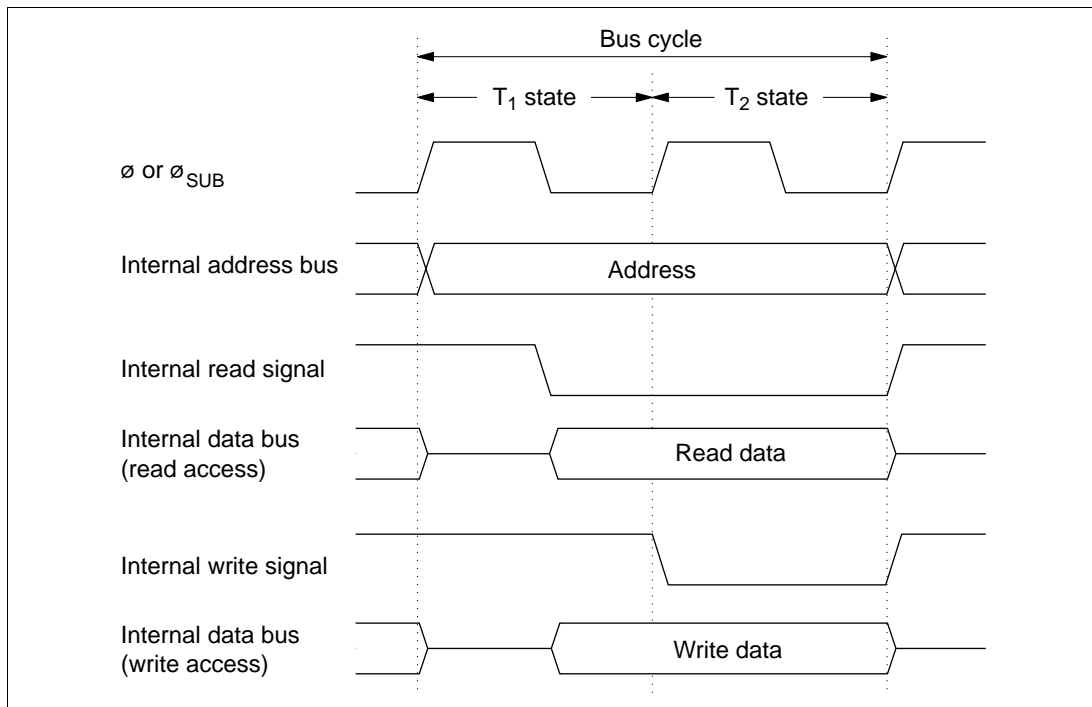 Bus cycle
T₁ state
T₂ state
ø or ø_SUB
Internal address bus
Address
Internal read signal
Internal data bus
(read access)
Read data
Internal write signal
Internal data bus
(write access)
Write data